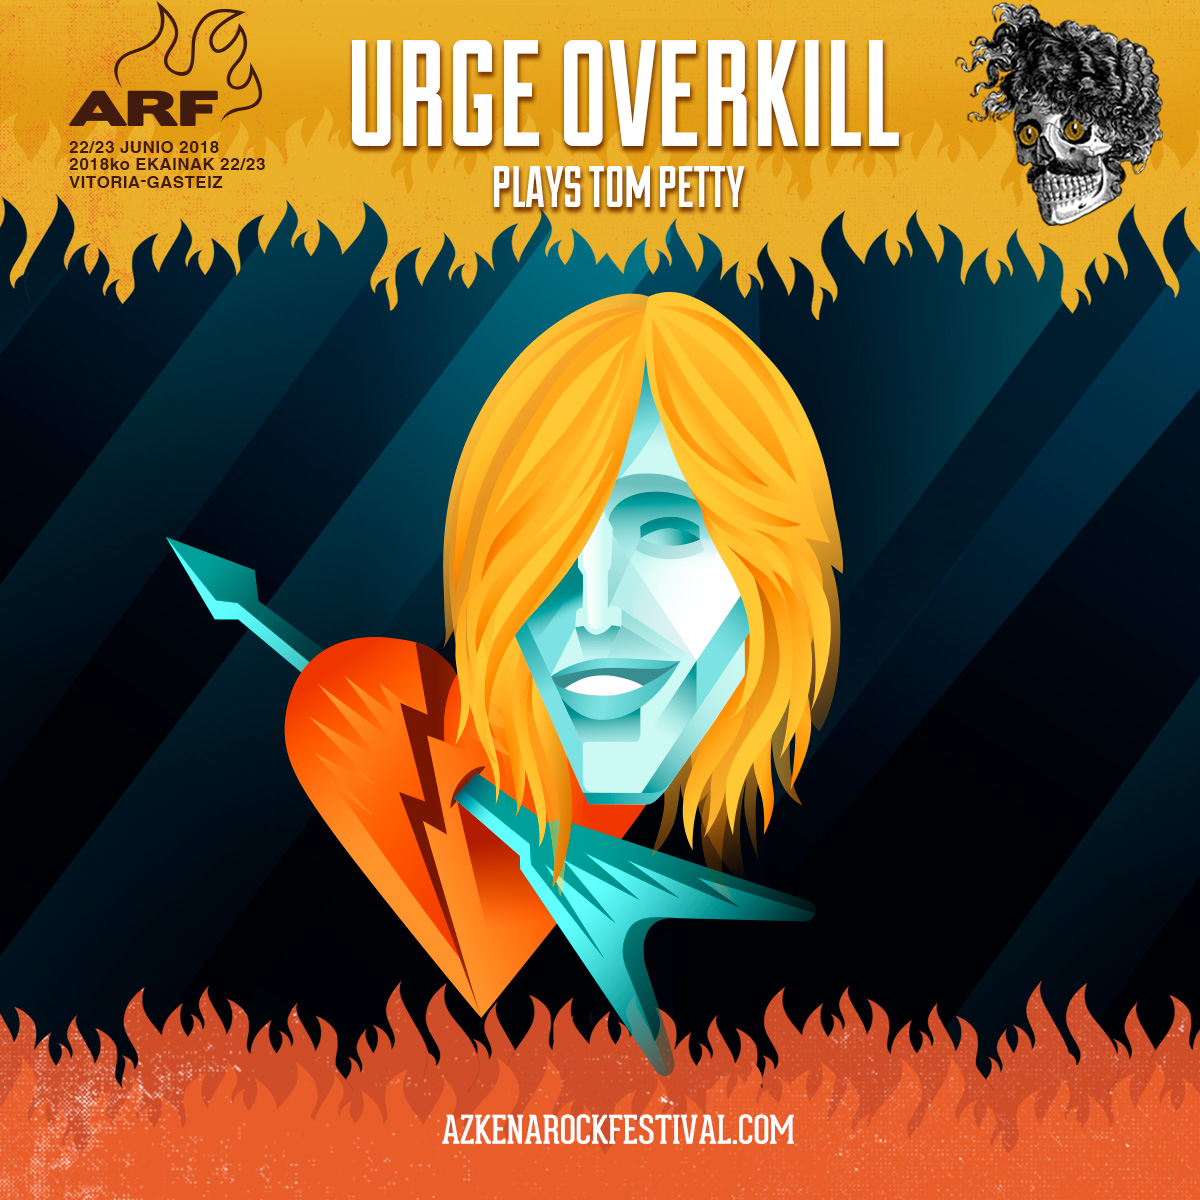 ARF
22/23 JUNIO 2018
2018ko EKAINAK 22/23
VITORIA-GASTEIZ
URGE OVERKILL
PLAYS TOM PETTY
AZKENAROCKFESTIVAL.COM